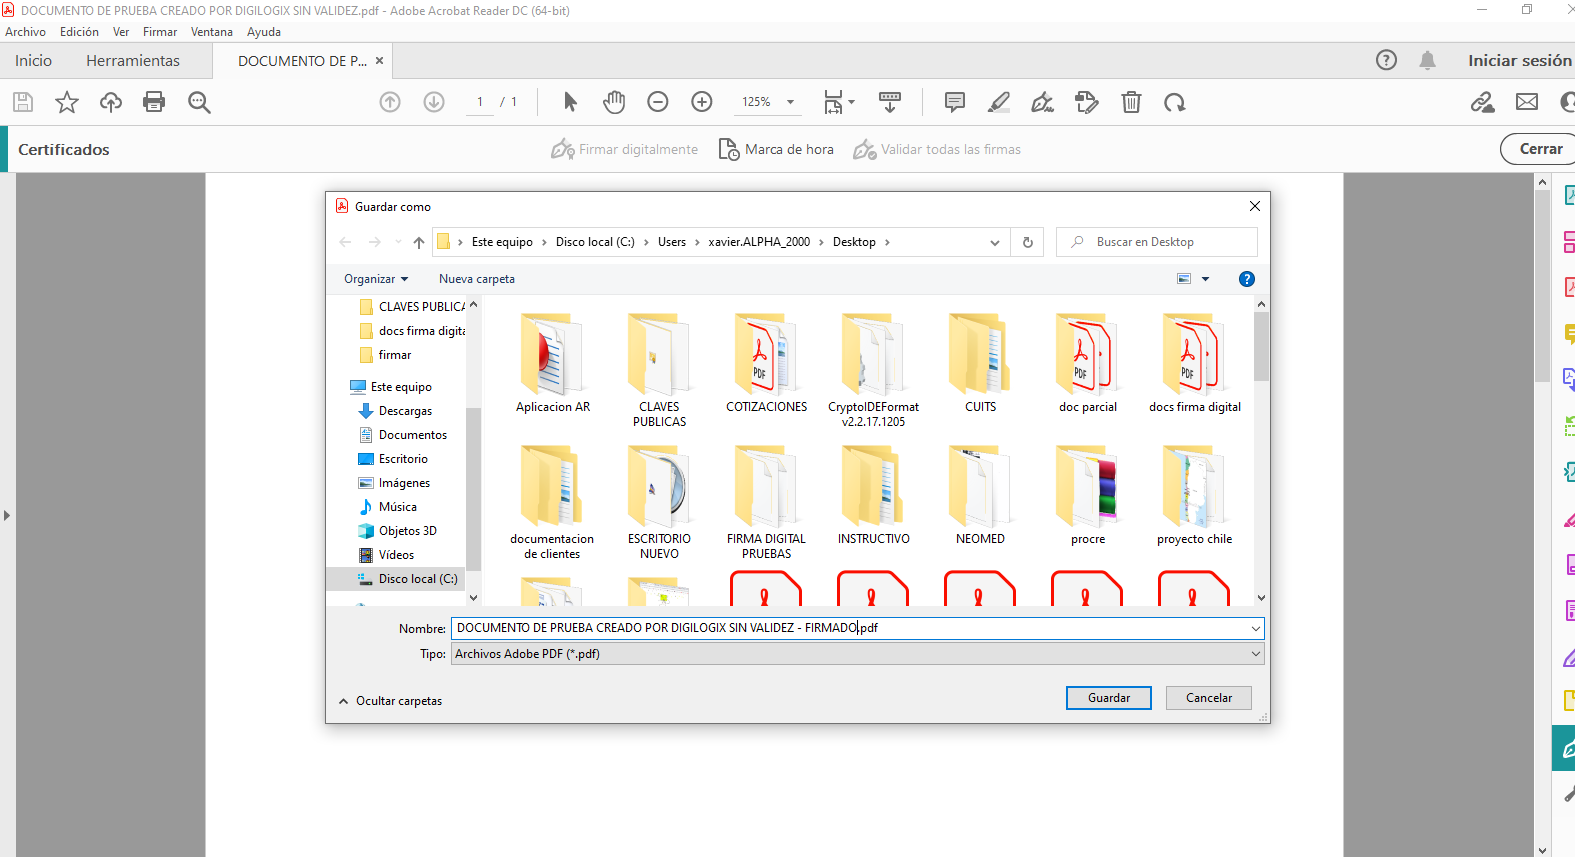 DOCUMENTO DE PRUEBA CREADO POR DIGILOGIX SIN VALIDEZ.pdf - Adobe Acrobat Reader DC (64-bit)
Archivo Edición Ver Firmar Ventana Ayuda
Inicio Herramientas DOCUMENTO DE P... × Iniciar sesión
1 / 1 125%
Certificados Firmar digitalmente Marca de hora Validar todas las firmas Cerrar
Guardar como
Este equipo > Disco local (C:) > Users > xavier.ALPHA_2000 > Desktop > Buscar en Desktop
Organizar Nueva carpeta
CLAVES PUBLICA
docs firma digita
firmar
Este equipo
Descargas
Documentos
Escritorio
Imágenes
Música
Objetos 3D
Vídeos
Disco local (C:)
Aplicacion AR
CLAVES
PUBLICAS
COTIZACIONES
CryptoIDEFormat
v2.2.17.1205
CUITS
doc parcial
docs firma digital
documentacion
de clientes
ESCRITORIO
NUEVO
FIRMA DIGITAL
PRUEBAS
INSTRUCTIVO
NEOMED
procre
proyecto chile
PDF
PDF
PDF
Nombre: DOCUMENTO DE PRUEBA CREADO POR DIGILOGIX SIN VALIDEZ - FIRMADO.pdf
Tipo: Archivos Adobe PDF (*.pdf)
Ocultar carpetas Guardar Cancelar